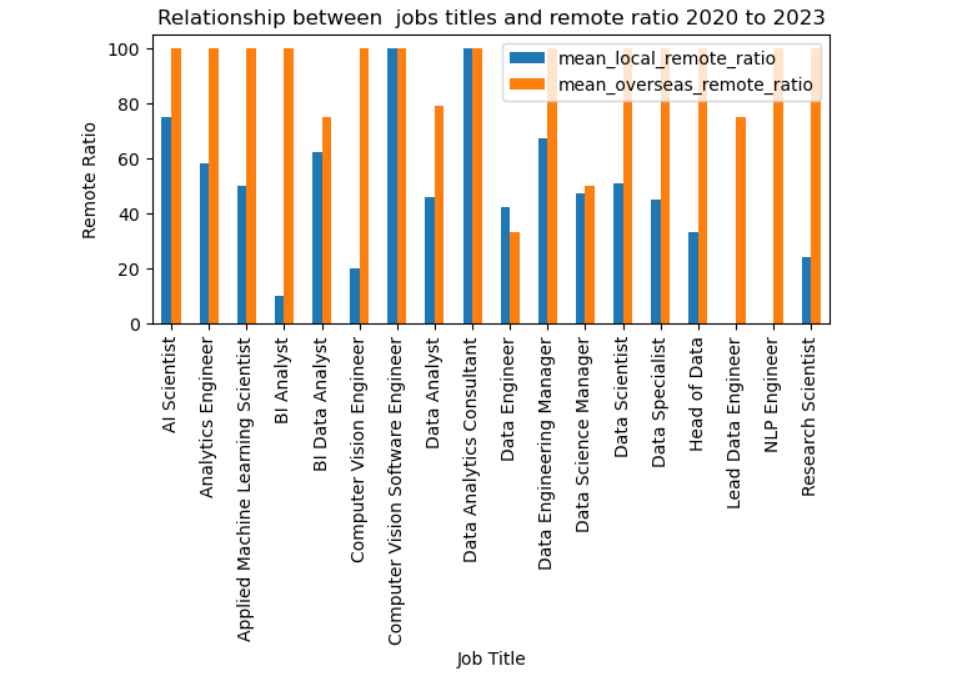 Relationship between  jobs titles and remote ratio 2020 to 2023
mean_local_remote_ratio
mean_overseas_remote_ratio
Remote Ratio
100
80
60
40
20
0
AI Scientist
Analytics Engineer
Applied Machine Learning Scientist
BI Analyst
BI Data Analyst
Computer Vision Engineer
Computer Vision Software Engineer
Data Analyst
Data Analytics Consultant
Data Engineer
Data Engineering Manager
Data Science Manager
Data Scientist
Data Specialist
Head of Data
Lead Data Engineer
NLP Engineer
Research Scientist
Job Title